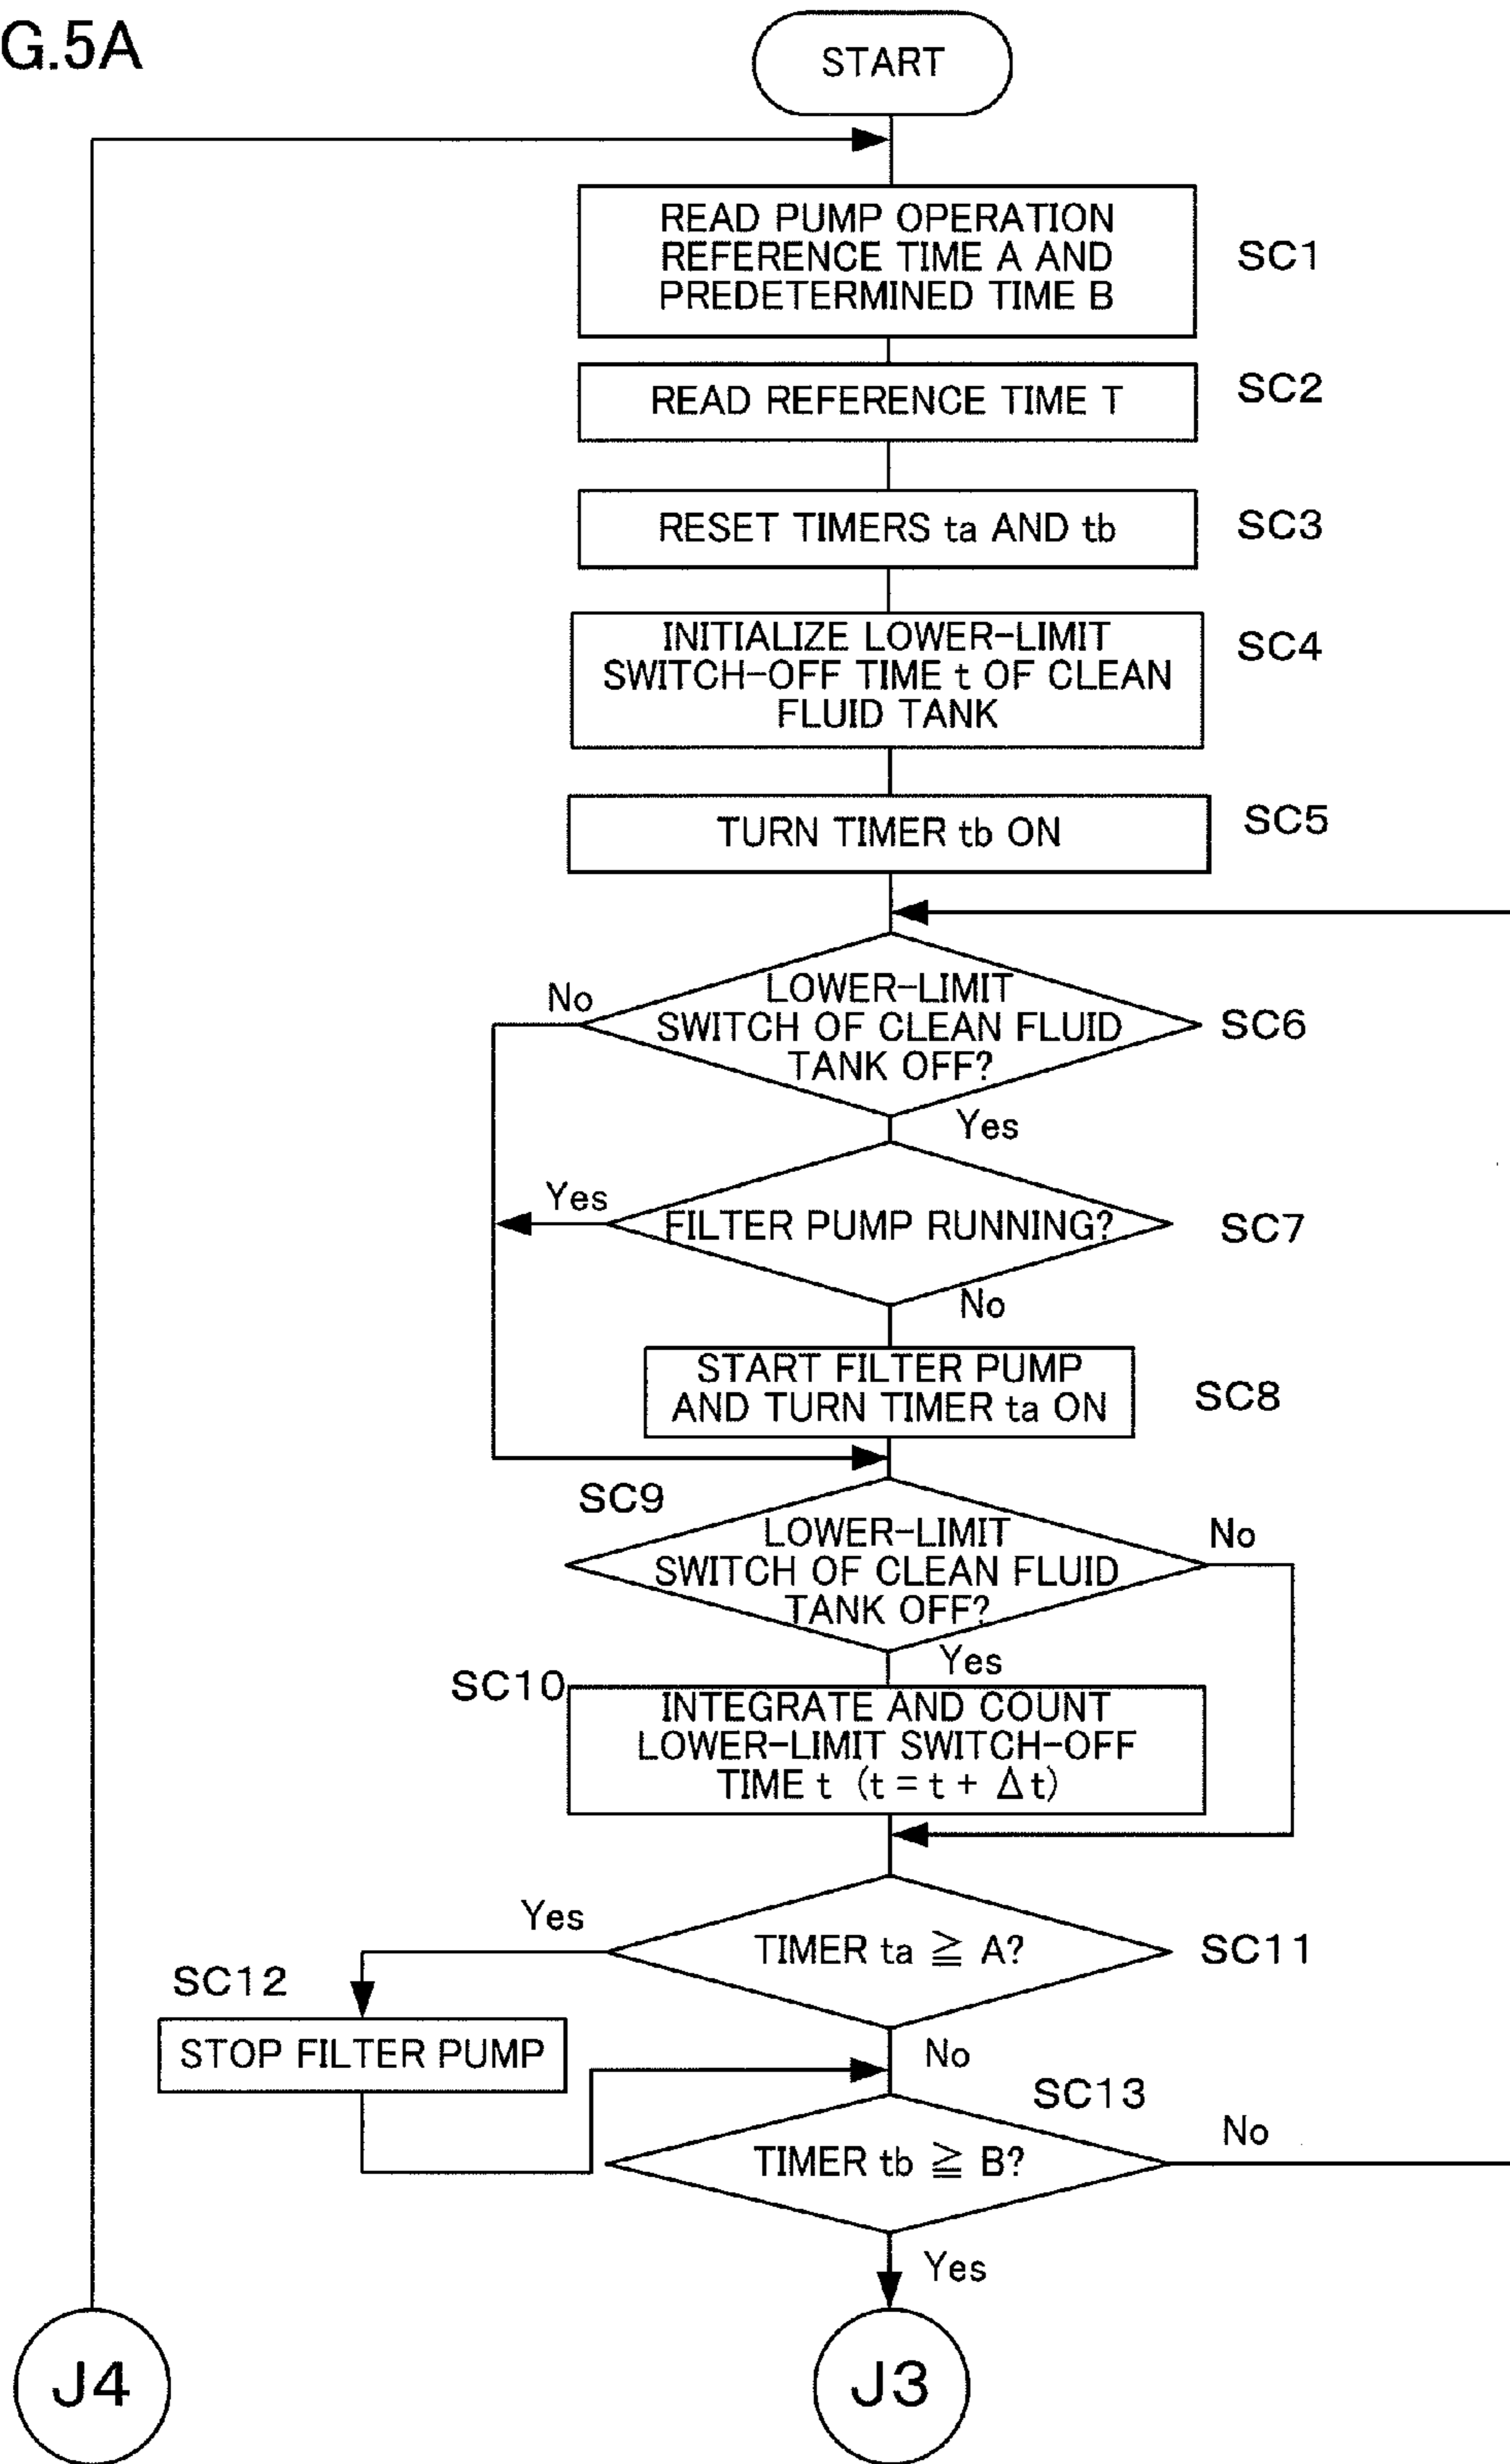 G.5A
START
READ PUMP OPERATION
REFERENCE TIME A AND
PREDETERMINED TIME B
SC1
READ REFERENCE TIME T
SC2
RESET TIMERS ta AND tb
SC3
INITIALIZE LOWER-LIMIT
SWITCH-OFF TIME t OF CLEAN
FLUID TANK
SC4
TURN TIMER tb ON
SC5
No
LOWER-LIMIT
SWITCH OF CLEAN FLUID
TANK OFF?
SC6
Yes
Yes
FILTER PUMP RUNNING?
SC7
No
START FILTER PUMP
AND TURN TIMER ta ON
SC8
SC9
LOWER-LIMIT
SWITCH OF CLEAN FLUID
TANK OFF?
No
Yes
SC10
INTEGRATE AND COUNT
LOWER-LIMIT SWITCH-OFF
TIME t (t = t + Δt)
Yes
TIMER ta ≧ A?
SC11
SC12
STOP FILTER PUMP
No
SC13
TIMER tb ≧ B?
No
Yes
J4
J3